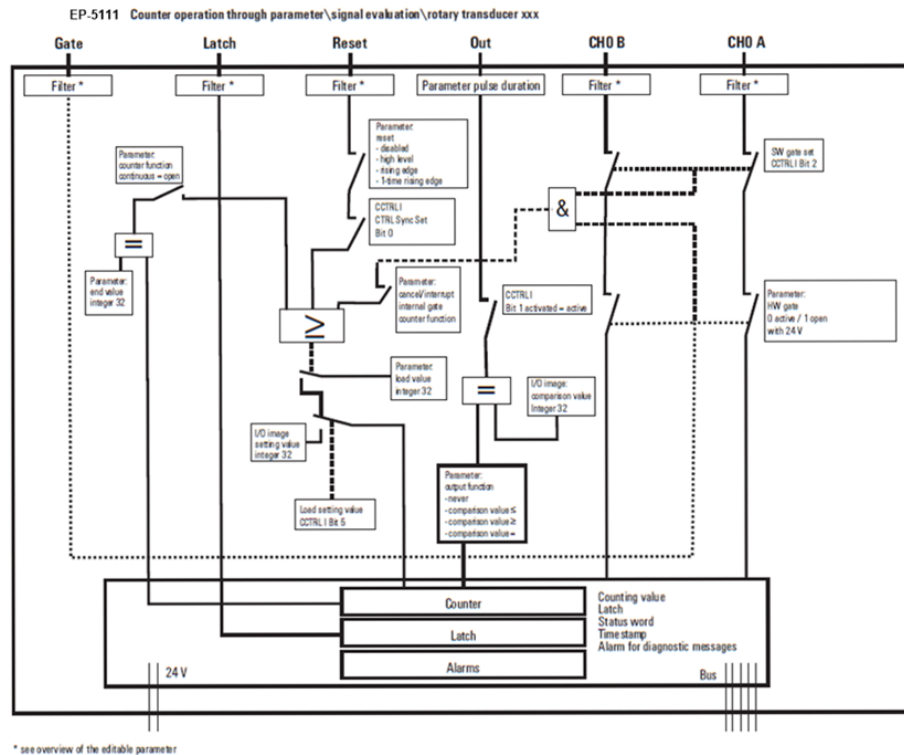 EP-5111 Counter operation through parameter\signal evaluation\rotary transducer xxx
Gate
Latch
Reset
Out
CH0 B
CH0 A
Filter *
Filter *
Filter *
Parameter pulse duration
Filter *
Filter *
Parameter:
counter function
continuous = open
Parameter:
reset
- disabled
- high level
- rising edge
- 1-time rising edge
SW gate set
CCTRL I Bit 2
&
CCTRL I
CTRL Sync Set
Bit 0
=
Parameter:
end value
integer 32
Parameter:
cancel/interrupt
internal gate
counter function
CCTRL I
Bit 1 activated = active
Parameter:
HW gate
0 active / 1 open
with 24 V
≥
Parameter:
load value
integer 32
=
I/O image:
comparison value
Integer 32
I/O image
setting value
integer 32
Load setting value
CCTRL I Bit 5
Parameter:
output function
- never
- comparison value ≤
- comparison value ≥
- comparison value =
Counter
Latch
Alarms
Counting value
Latch
Status word
Timestamp
Alarm for diagnostic messages
24 V
Bus
* see overview of the editable parameter